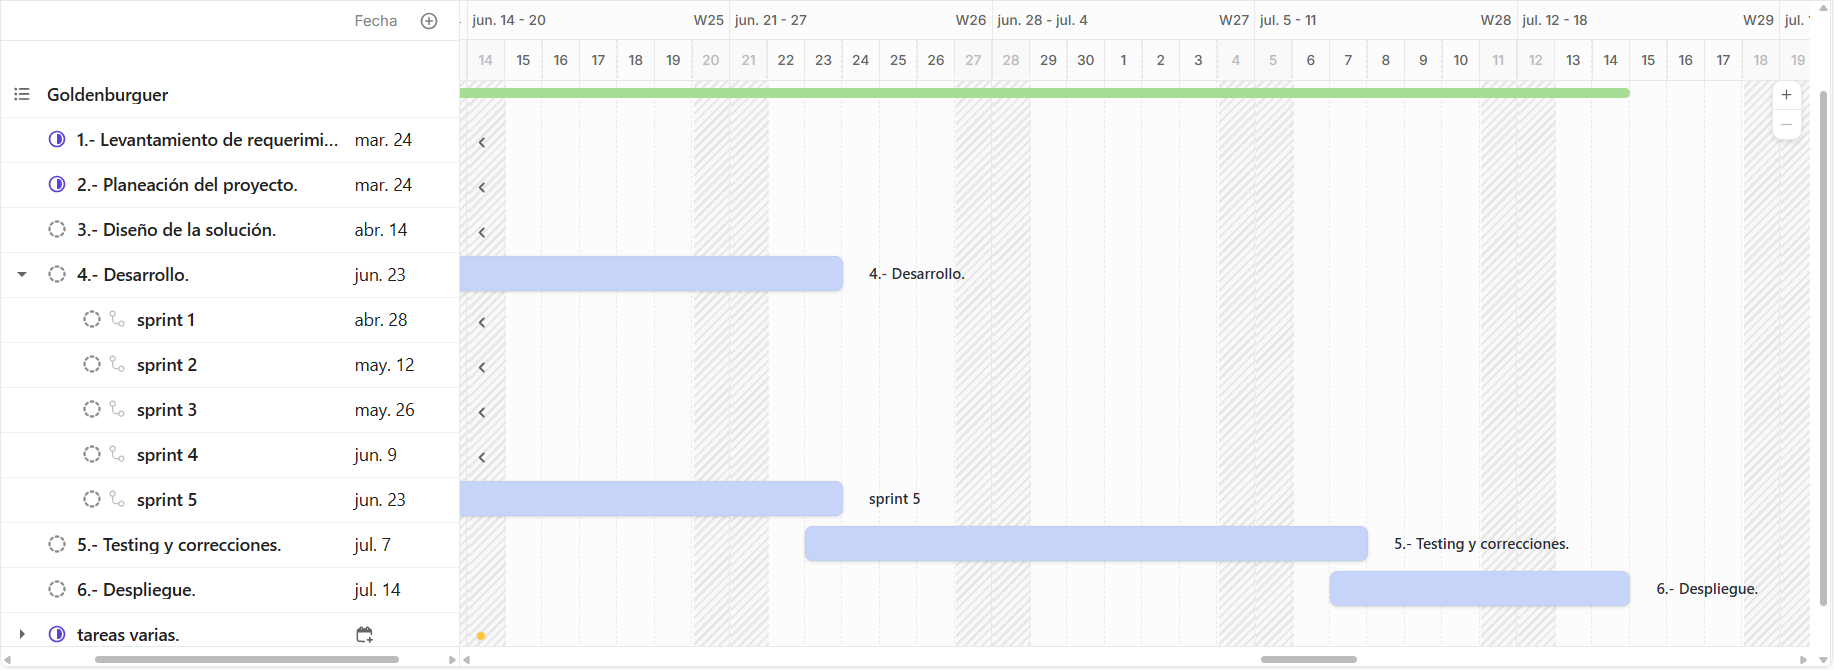 Fecha
jun. 14 - 20 W25 jun. 21 - 27 W26 jun. 28 - jul. 4 W27 jul. 5 - 11 W28 jul. 12 - 18 W29 jul.
14 15 16 17 18 19 20 21 22 23 24 25 26 27 28 29 30 1 2 3 4 5 6 7 8 9 10 11 12 13 14 15 16 17 18 19
Goldenburguer
1.- Levantamiento de requerimi... mar. 24
2.- Planeación del proyecto. mar. 24
3.- Diseño de la solución. abr. 14
4.- Desarrollo. jun. 23 4.- Desarrollo.
sprint 1 abr. 28
sprint 2 may. 12
sprint 3 may. 26
sprint 4 jun. 9
sprint 5 jun. 23 sprint 5
5.- Testing y correcciones. jul. 7 5.- Testing y correcciones.
6.- Despliegue. jul. 14 6.- Despliegue.
tareas varias.